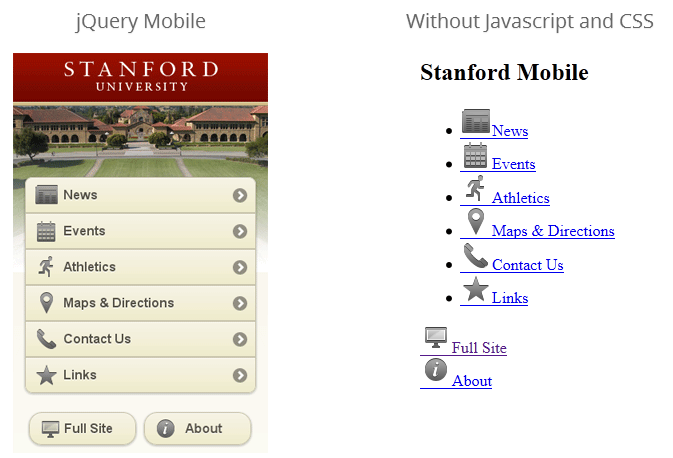 jQuery Mobile
STANFORD
UNIVERSITY
News
Events
Athletics
Maps & Directions
Contact Us
Links
Full Site
About
Without Javascript and CSS
Stanford Mobile
News
Events
Athletics
Maps & Directions
Contact Us
Links
Full Site
About